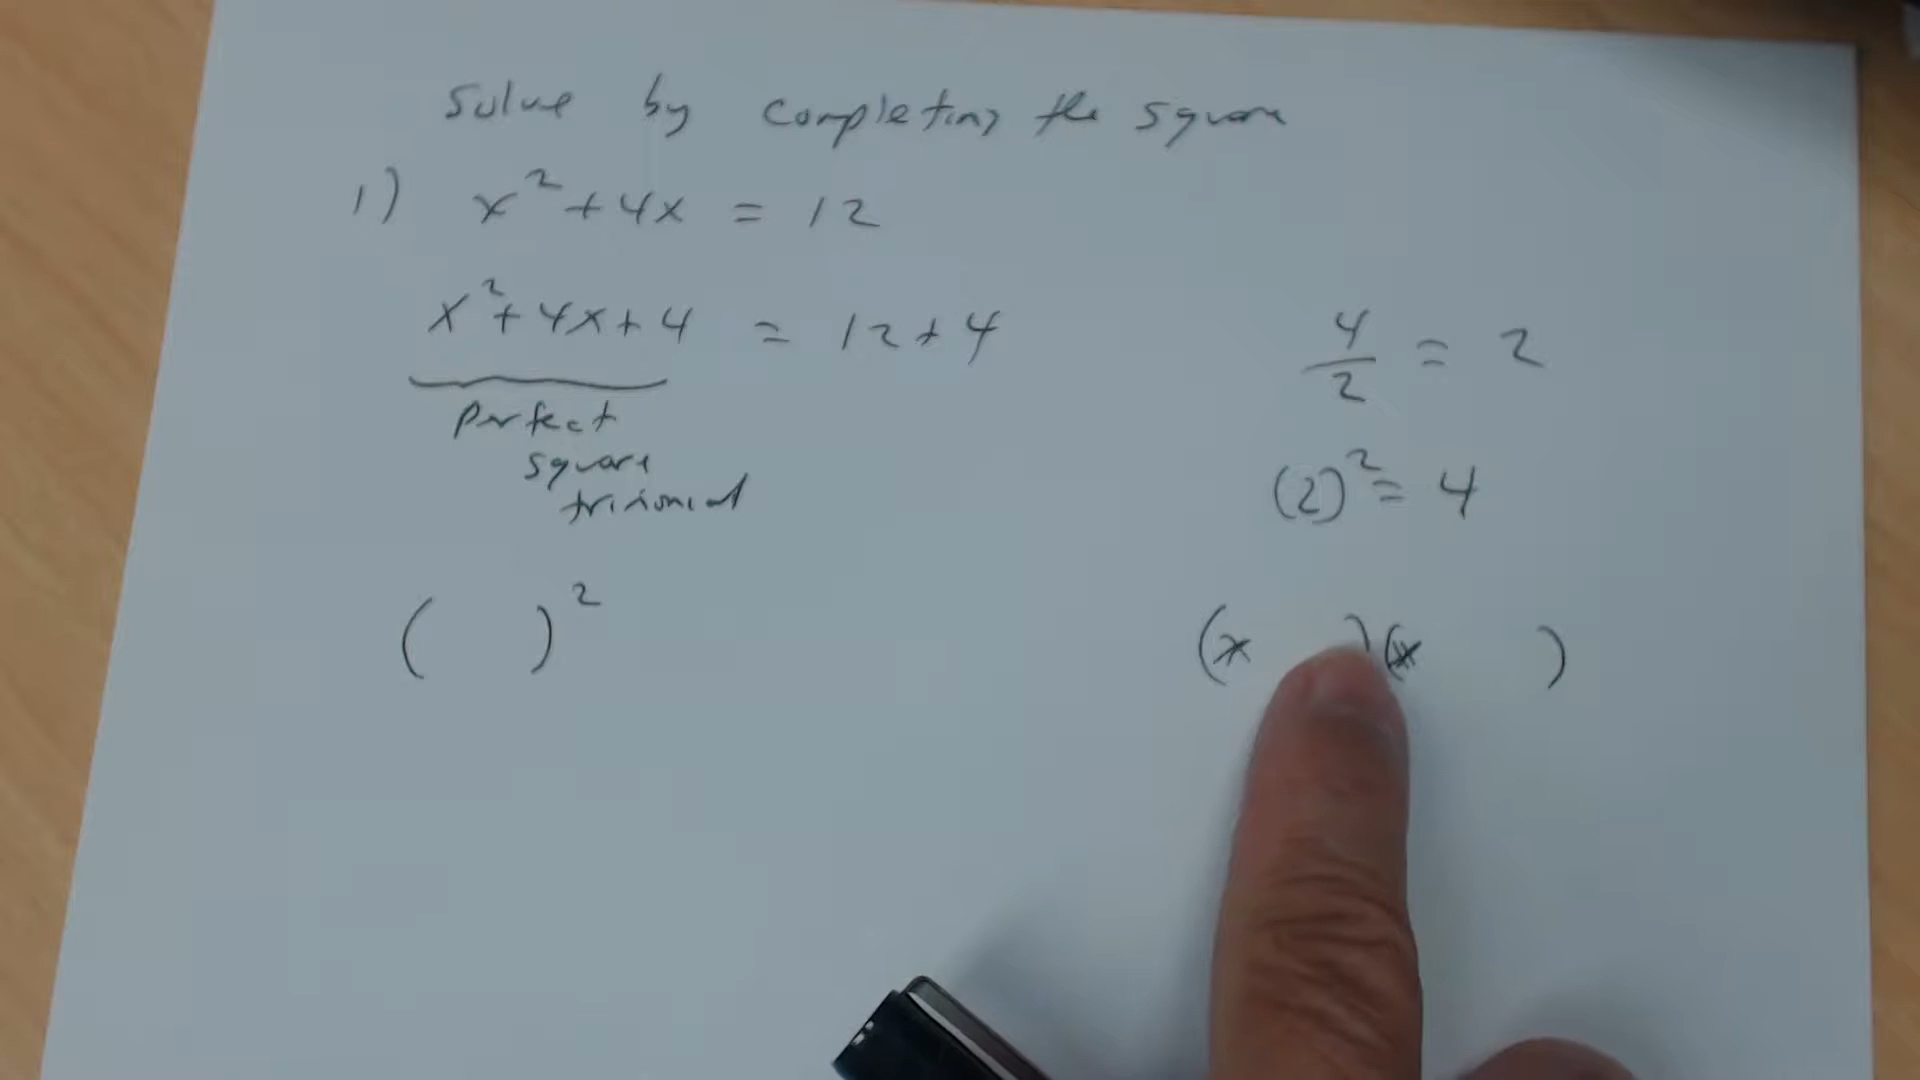 Solve by completing the square
1) x² + 4x = 12
x² + 4x + 4 = 12 + 4
perfect
square
trinomial
4/2 = 2
(2)² = 4
( )²
(x )(x )